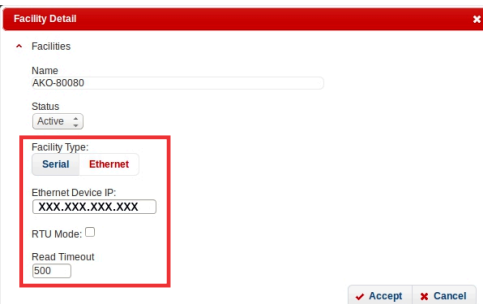 Facility Detail
Facilities
Name
AKO-80080
Status
Active
Facility Type:
Serial Ethernet
Ethernet Device IP:
XXX.XXX.XXX.XXX
RTU Mode:
Read Timeout
500
Accept Cancel